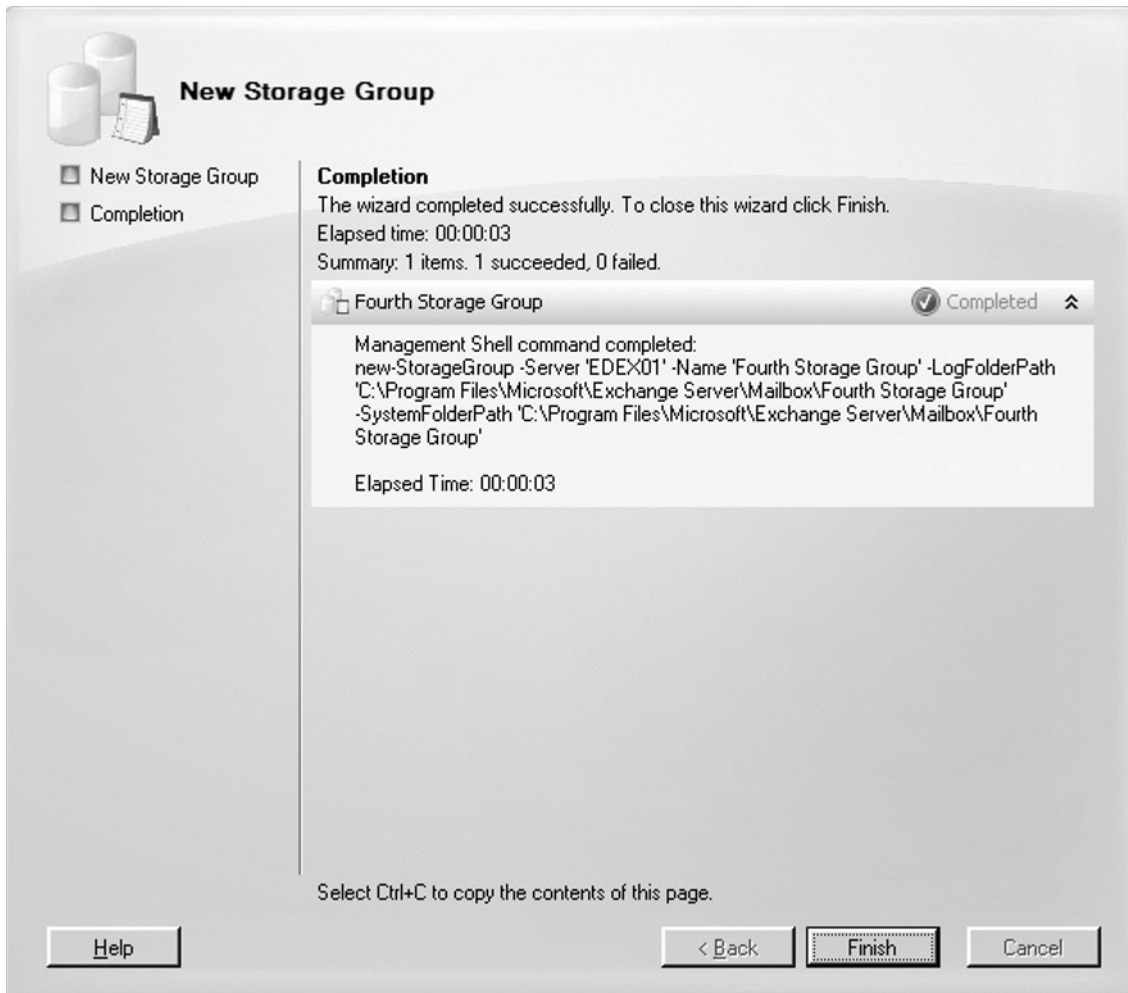 New Storage Group
New Storage Group
Completion
Completion
The wizard completed successfully. To close this wizard click Finish.
Elapsed time: 00:00:03
Summary: 1 items. 1 succeeded, 0 failed.
Fourth Storage Group
Completed
Management Shell command completed:
new-StorageGroup -Server 'EDEX01' -Name 'Fourth Storage Group' -LogFolderPath
'C:\Program Files\Microsoft\Exchange Server\Mailbox\Fourth Storage Group'
-SystemFolderPath 'C:\Program Files\Microsoft\Exchange Server\Mailbox\Fourth
Storage Group'
Elapsed Time: 00:00:03
Select Ctrl+C to copy the contents of this page.
Help
< Back
Finish
Cancel